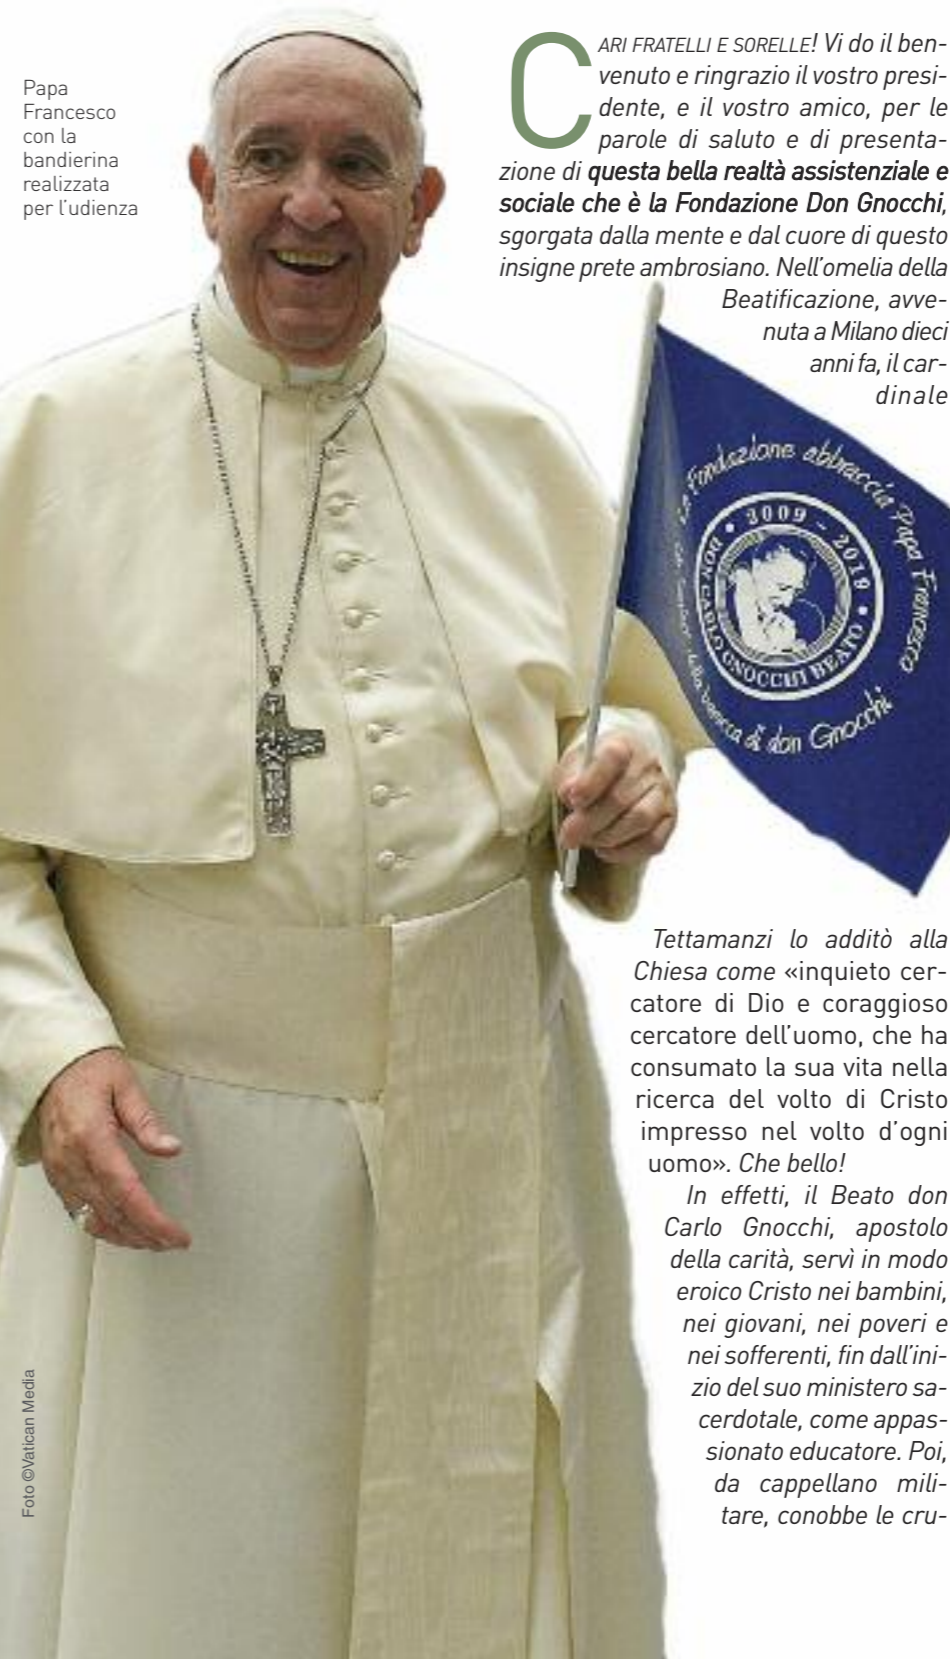 Papa
Francesco
con la
bandierina
realizzata
per l'udienza
CARI FRATELLI E SORELLE! Vi do il ben-
venuto e ringrazio il vostro presi-
dente, e il vostro amico, per le
parole di saluto e di presenta-
zione di questa bella realtà assistenziale e
sociale che è la Fondazione Don Gnocchi,
sgorgata dalla mente e dal cuore di questo
insigne prete ambrosiano. Nell'omelia della
Beatificazione, avve-
nuta a Milano dieci
anni fa, il car-
dinale
La Fondazione abbraccia Papa Francesco
2009 - 2019
DON CARLO GNOCCHI BEATO
baracca di don Gnocchi
Tettamanzi lo additò alla
Chiesa come «inquieto cer-
catore di Dio e coraggioso
cercatore dell'uomo, che ha
consumato la sua vita nella
ricerca del volto di Cristo
impresso nel volto d'ogni
uomo». Che bello!
In effetti, il Beato don
Carlo Gnocchi, apostolo
della carità, servì in modo
eroico Cristo nei bambini,
nei giovani, nei poveri e
nei sofferenti, fin dall'ini-
zio del suo ministero sa-
cerdotale, come appas-
sionato educatore. Poi,
da cappellano mili-
tare, conobbe le cru-
Foto ©Vatican Media